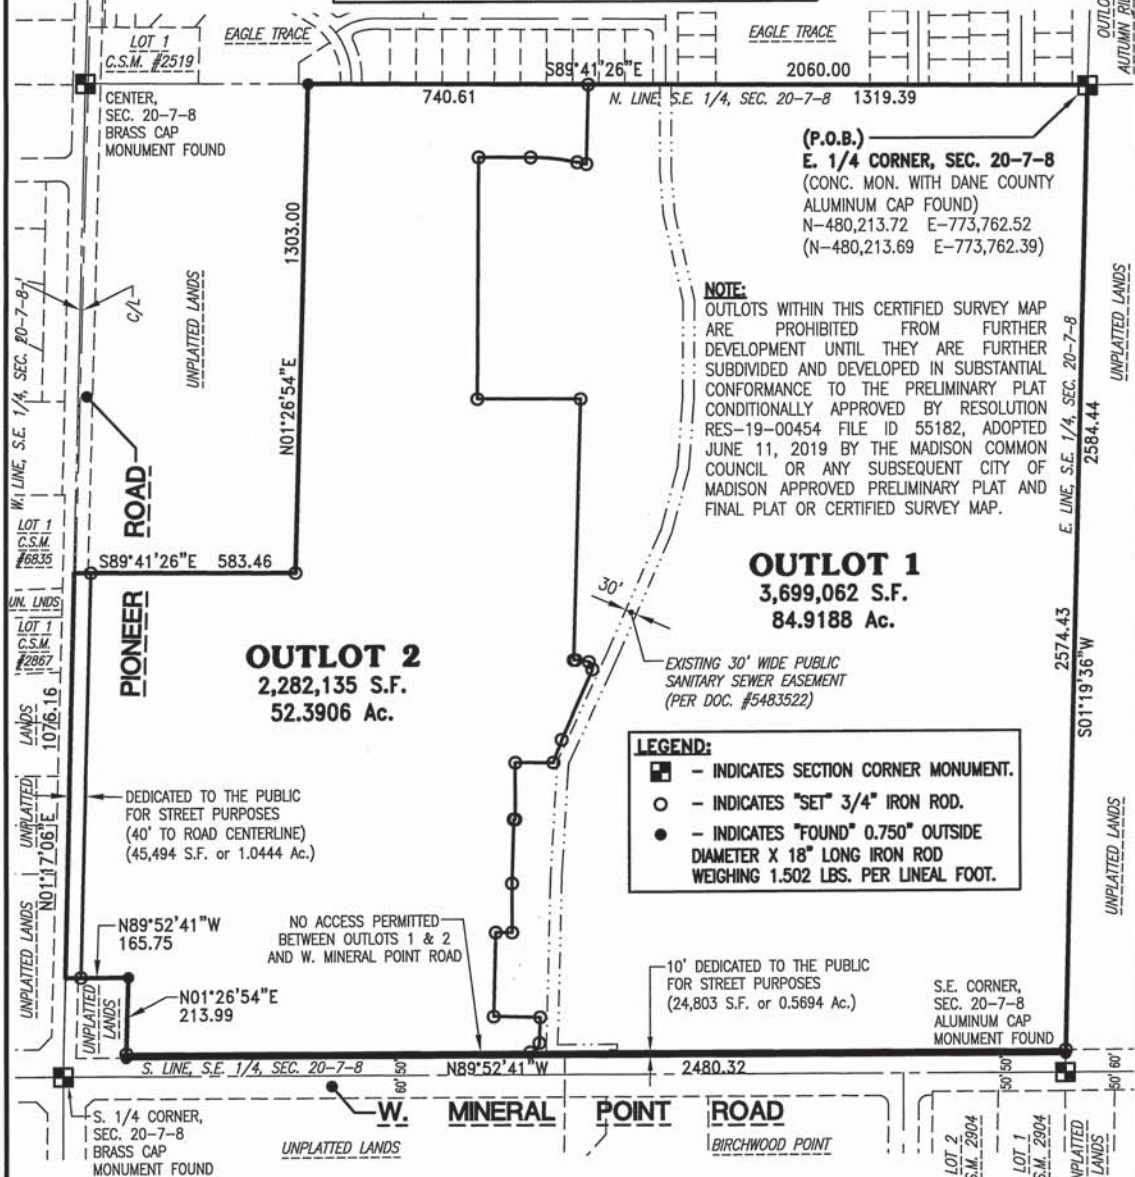 LOT 1
C.S.M. #2519
EAGLE TRACE
EAGLE TRACE
AUTUMN
S89°41'26"E
2060.00
740.61
N. LINE, S.E. 1/4, SEC. 20-7-8
1319.39
CENTER,
SEC. 20-7-8
BRASS CAP
MONUMENT FOUND
(P.O.B.)
E. 1/4 CORNER, SEC. 20-7-8
(CONC. MON. WITH DANE COUNTY
ALUMINUM CAP FOUND)
N-480,213.72 E-773,762.52
(N-480,213.69 E-773,762.39)
1303.00
N01°26'54"E
UNPLATTED LANDS
C/L
W. LINE, S.E. 1/4, SEC. 20-7-8
NOTE:
OUTLOTS WITHIN THIS CERTIFIED SURVEY MAP
ARE PROHIBITED FROM FURTHER
DEVELOPMENT UNTIL THEY ARE FURTHER
SUBDIVIDED AND DEVELOPED IN SUBSTANTIAL
CONFORMANCE TO THE PRELIMINARY PLAT
CONDITIONALLY APPROVED BY RESOLUTION
RES-19-00454 FILE ID 55182, ADOPTED
JUNE 11, 2019 BY THE MADISON COMMON
COUNCIL OR ANY SUBSEQUENT CITY OF
MADISON APPROVED PRELIMINARY PLAT AND
FINAL PLAT OR CERTIFIED SURVEY MAP.
UNPLATTED LANDS
E. LINE, S.E. 1/4, SEC. 20-7-8
2584.44
2574.43
S01°19'36"W
PIONEER ROAD
LOT 1
C.S.M.
#6835
UN. LNDS
LOT 1
C.S.M.
#2867
S89°41'26"E 583.46
OUTLOT 1
3,699,062 S.F.
84.9188 Ac.
30'
OUTLOT 2
2,282,135 S.F.
52.3906 Ac.
EXISTING 30' WIDE PUBLIC
SANITARY SEWER EASEMENT
(PER DOC. #5483522)
LEGEND:
- INDICATES SECTION CORNER MONUMENT.
- INDICATES "SET" 3/4" IRON ROD.
- INDICATES "FOUND" 0.750" OUTSIDE
DIAMETER X 18" LONG IRON ROD
WEIGHING 1.502 LBS. PER LINEAL FOOT.
1076.16
N01°17'06"E
UNPLATTED LANDS
UNPLATTED LANDS
DEDICATED TO THE PUBLIC
FOR STREET PURPOSES
(40' TO ROAD CENTERLINE)
(45,494 S.F. or 1.0444 Ac.)
UNPLATTED LANDS
N89°52'41"W
165.75
NO ACCESS PERMITTED
BETWEEN OUTLOTS 1 & 2
AND W. MINERAL POINT ROAD
N01°26'54"E
213.99
UNPLATTED
LANDS
10' DEDICATED TO THE PUBLIC
FOR STREET PURPOSES
(24,803 S.F. or 0.5694 Ac.)
S.E. CORNER,
SEC. 20-7-8
ALUMINUM CAP
MONUMENT FOUND
S. LINE, S.E. 1/4, SEC. 20-7-8
60' 50'
N89°52'41"W
2480.32
50' 50'
50' 60'
W. MINERAL POINT ROAD
S. 1/4 CORNER,
SEC. 20-7-8
BRASS CAP
MONUMENT FOUND
UNPLATTED LANDS
BIRCHWOOD POINT
LOT 2
S.M. 2904
LOT 1
S.M. 2904
LANDS